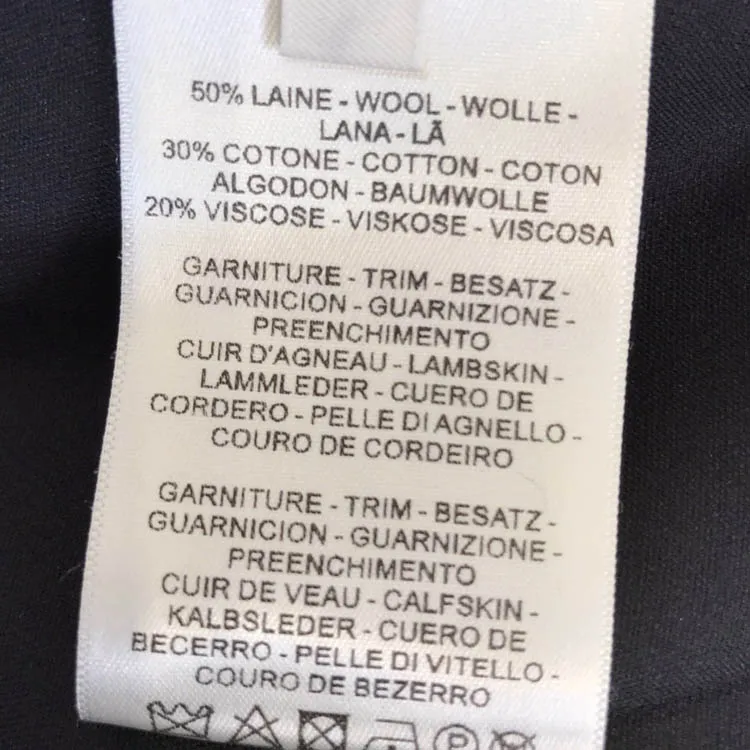 50% LAINE - WOOL - WOLLE -
LANA - LÃ
30% COTONE - COTTON - COTON
ALGODON - BAUMWOLLE
20% VISCOSE - VISKOSE - VISCOSA
GARNITURE - TRIM - BESATZ -
GUARNICION - GUARNIZIONE -
PREENCHIMENTO
CUIR D'AGNEAU - LAMBSKIN -
LAMMLEDER - CUERO DE
CORDERO - PELLE DI AGNELLO -
COURO DE CORDEIRO
GARNITURE - TRIM - BESATZ -
GUARNICION - GUARNIZIONE -
PREENCHIMENTO
CUIR DE VEAU - CALFSKIN -
KALBSLEDER - CUERO DE
BECERRO - PELLE DI VITELLO -
COURO DE BEZERRO
P